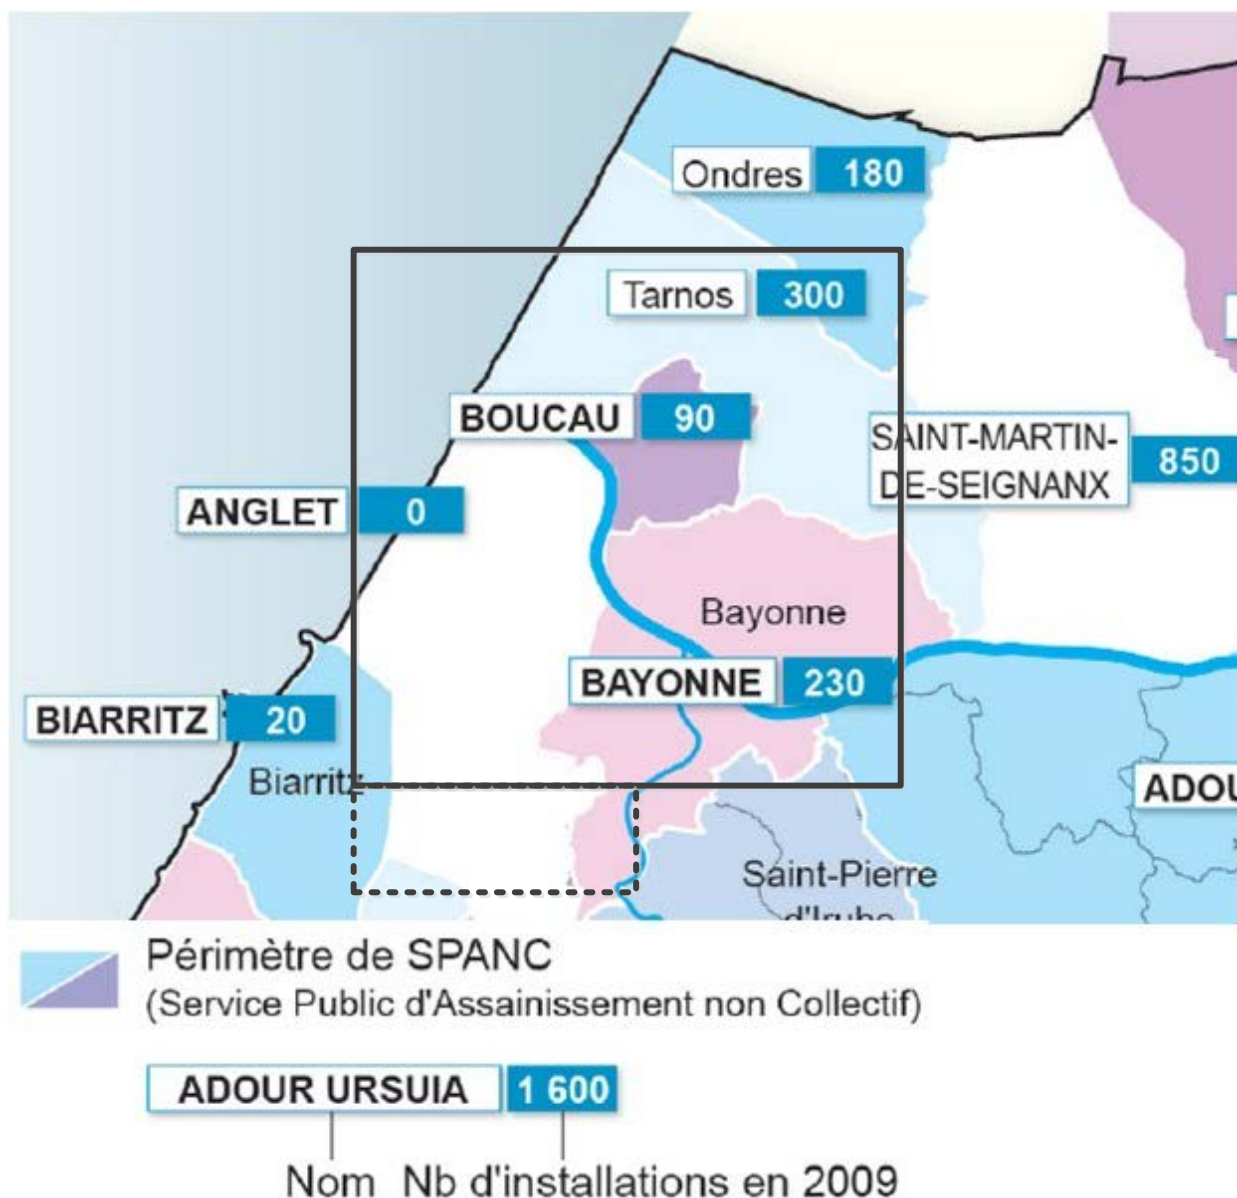 Ondres 180
Tarnos 300
BOUCAU 90
SAINT-MARTIN-
DE-SEIGNANX 850
ANGLET 0
Bayonne
BAYONNE 230
BIARRITZ 20
Biarritz
ADOU
Saint-Pierre
d'Irube
Périmètre de SPANC
(Service Public d'Assainissement non Collectif)
ADOUR URSUIA 1 600
Nom Nb d'installations en 2009